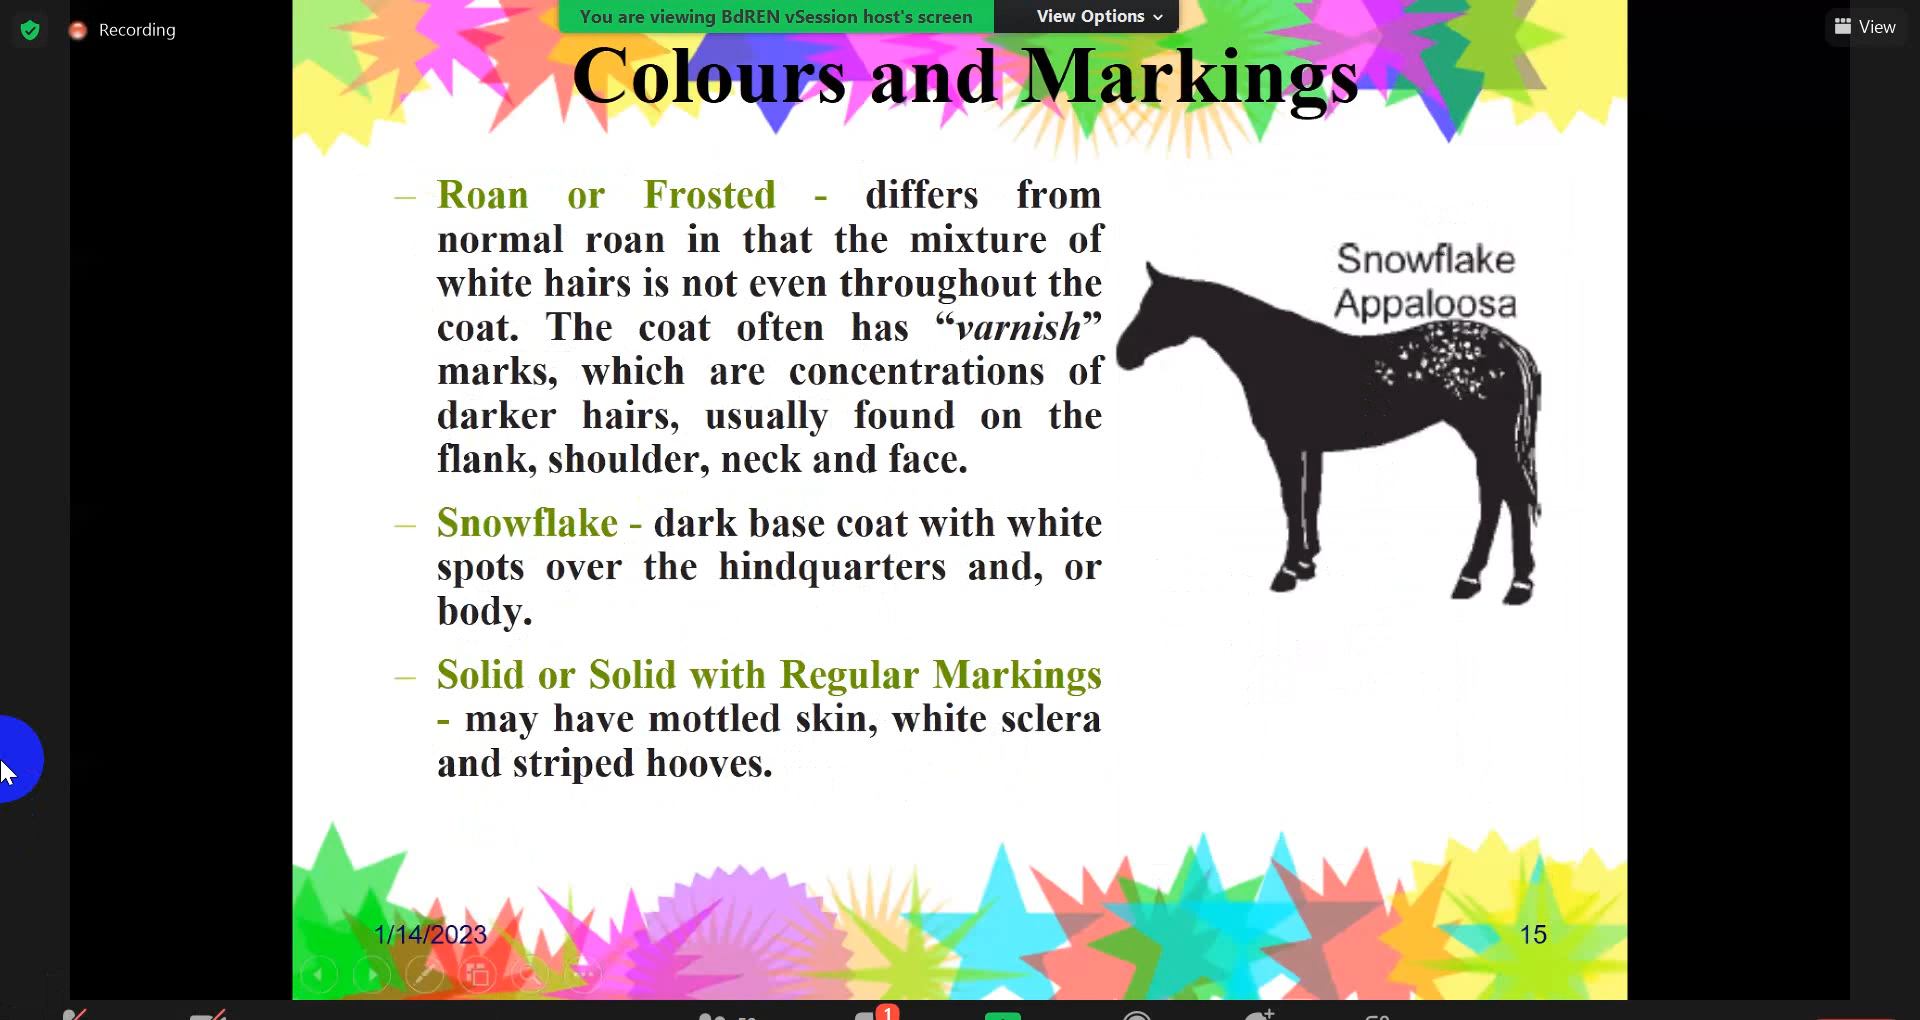 Recording
You are viewing BdREN vSession host's screen
View Options
View
Colours and Markings
– Roan or Frosted - differs from
normal roan in that the mixture of
white hairs is not even throughout the
coat. The coat often has “varnish”
marks, which are concentrations of
darker hairs, usually found on the
flank, shoulder, neck and face.
– Snowflake - dark base coat with white
spots over the hindquarters and, or
body.
– Solid or Solid with Regular Markings
- may have mottled skin, white sclera
and striped hooves.
Snowflake
Appaloosa
1/14/2023
15
1